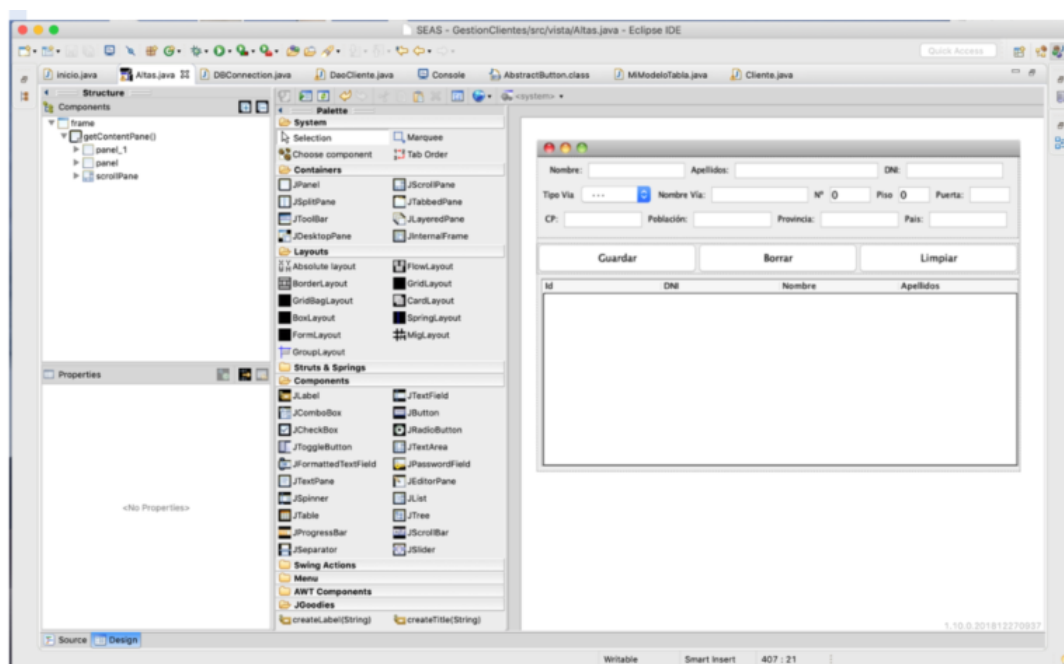 SEAS - GestionClientes/src/vista/Altas.java - Eclipse IDE
Quick Access
inicio.java
Altas.java
DBConnection.java
DaoCliente.java
Console
AbstractButton.class
MiModeloTabla.java
Cliente.java
Structure
Components
frame
getContentPane()
panel_1
panel
scrollPane
Properties
<No Properties>
<system>
Palette
System
Selection Marquee
Choose component Tab Order
Containers
JPanel JScrollPane
JSplitPane JTabbedPane
JToolBar JLayeredPane
JDesktopPane JInternalFrame
Layouts
Absolute layout FlowLayout
BorderLayout GridLayout
GridBagLayout CardLayout
BoxLayout SpringLayout
FormLayout MigLayout
GroupLayout
Struts & Springs
Components
JLabel JTextField
JComboBox JButton
JCheckBox JRadioButton
JToggleButton JTextArea
JFormattedTextField JPasswordField
JTextPane JEditorPane
JSpinner JList
JTable JTree
JProgressBar JScrollBar
JSeparator JSlider
Swing Actions
Menu
AWT Components
JGoodies
createLabel(String) createTitle(String)
Nombre: Apellidos: DNI:
Tipo Via --- Nombre Via: Nº 0 Piso 0 Puerta:
CP: Población: Provincia: Pais:
Guardar Borrar Limpiar
Id DNI Nombre Apellidos
1.10.0.201812270937
Source Design
Writable Smart Insert 407 : 21